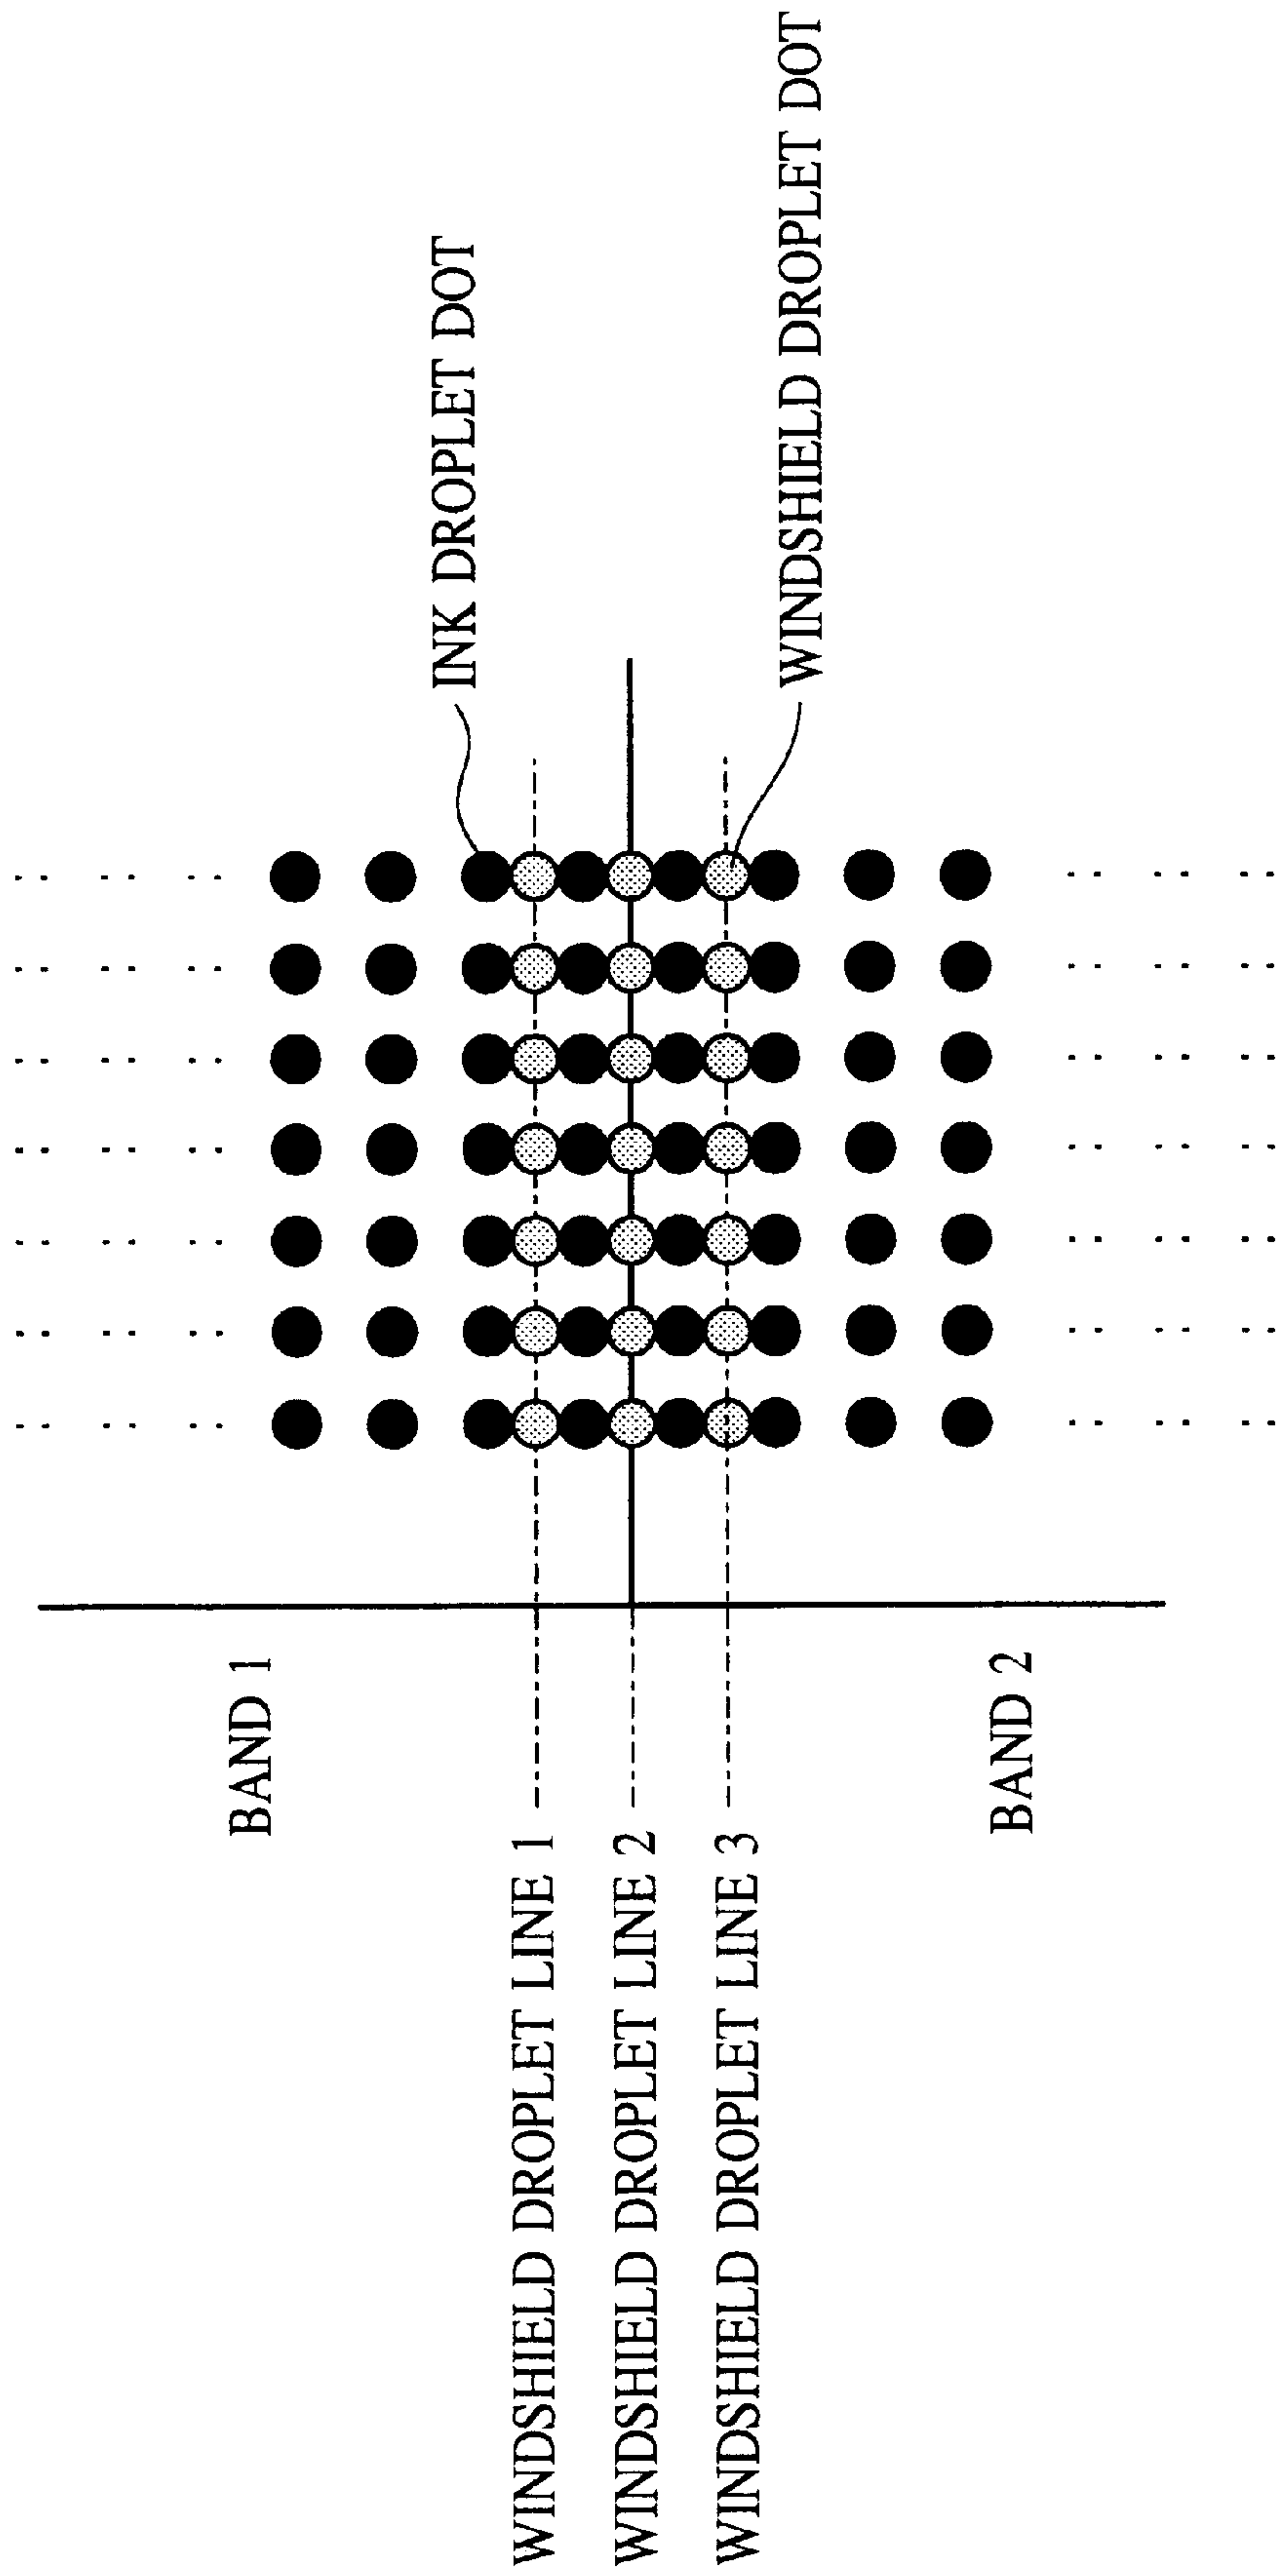 BAND 1
INK DROPLET DOT
WINDSHIELD DROPLET LINE 1
WINDSHIELD DROPLET LINE 2
WINDSHIELD DROPLET LINE 3
WINDSHIELD DROPLET DOT
BAND 2